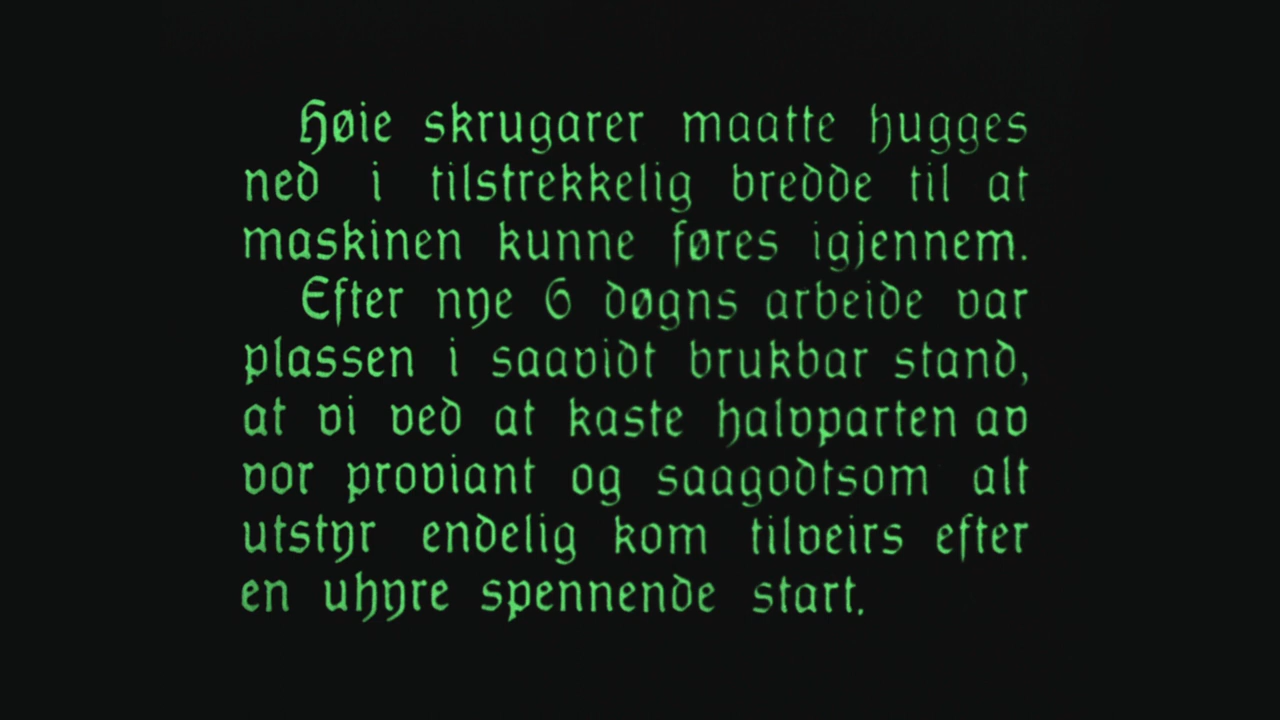 Høie skrugarer maatte hugges
ned i tilstrekkelig bredde til at
maskinen kunne føres igjennem.
Efter nye 6 døgns arbeide var
plassen i saavidt brukbar stand,
at vi ved at kaste halvparten av
vor proviant og saagodtsom alt
utstyr endelig kom tilveirs efter
en uhyre spennende start.